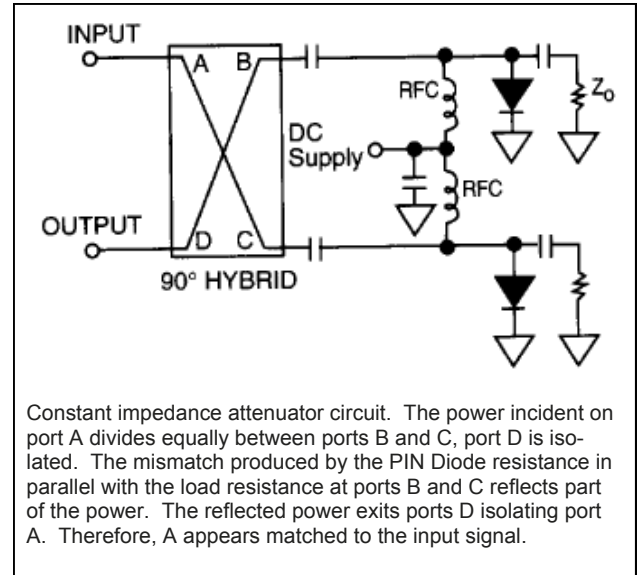 INPUT
A
B
RFC
Zo
DC
Supply
RFC
OUTPUT
D
C
90° HYBRID
Constant impedance attenuator circuit. The power incident on
port A divides equally between ports B and C, port D is iso-
lated. The mismatch produced by the PIN Diode resistance in
parallel with the load resistance at ports B and C reflects part
of the power. The reflected power exits ports D isolating port
A. Therefore, A appears matched to the input signal.